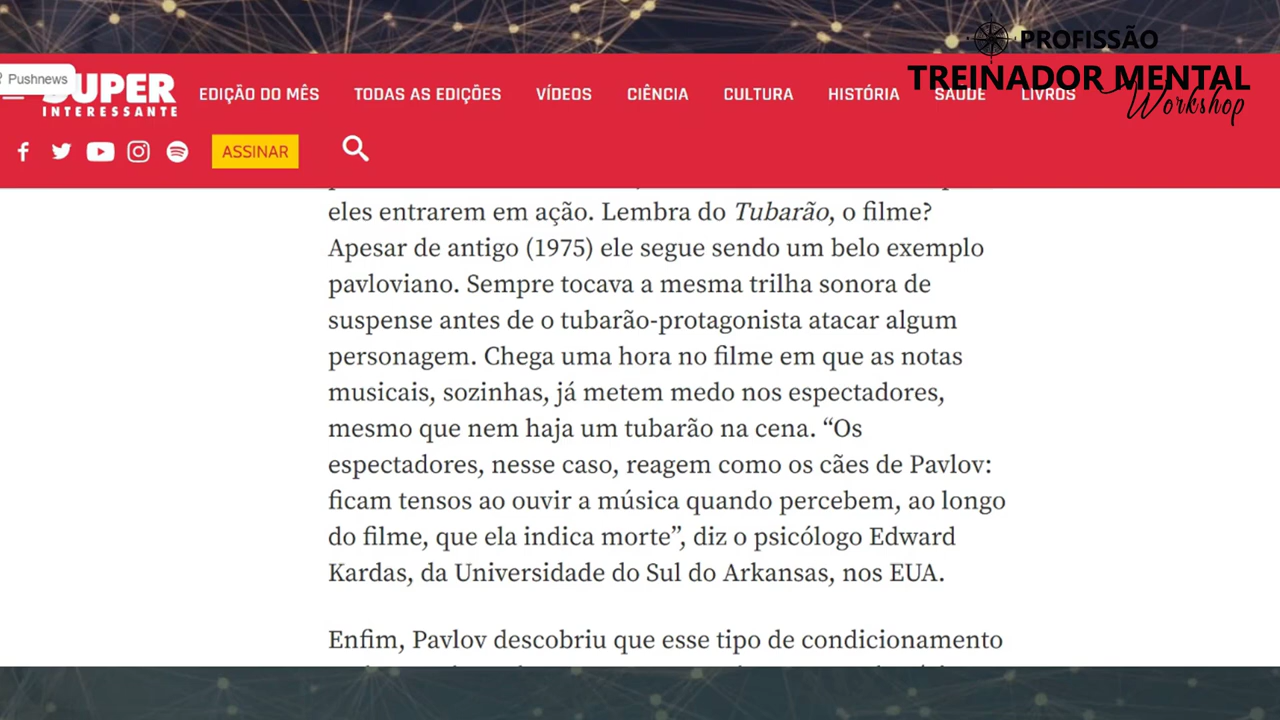 PROFISSÃO
TREINADOR MENTAL
Workshop
Pushnews
SUPER
INTERESSANTE
EDIÇÃO DO MÊS TODAS AS EDIÇÕES VÍDEOS CIÊNCIA CULTURA HISTÓRIA SAÚDE LIVROS
ASSINAR
eles entrarem em ação. Lembra do Tubarão, o filme?
Apesar de antigo (1975) ele segue sendo um belo exemplo
pavloviano. Sempre tocava a mesma trilha sonora de
suspense antes de o tubarão-protagonista atacar algum
personagem. Chega uma hora no filme em que as notas
musicais, sozinhas, já metem medo nos espectadores,
mesmo que nem haja um tubarão na cena. “Os
espectadores, nesse caso, reagem como os cães de Pavlov:
ficam tensos ao ouvir a música quando percebem, ao longo
do filme, que ela indica morte”, diz o psicólogo Edward
Kardas, da Universidade do Sul do Arkansas, nos EUA.
Enfim, Pavlov descobriu que esse tipo de condicionamento